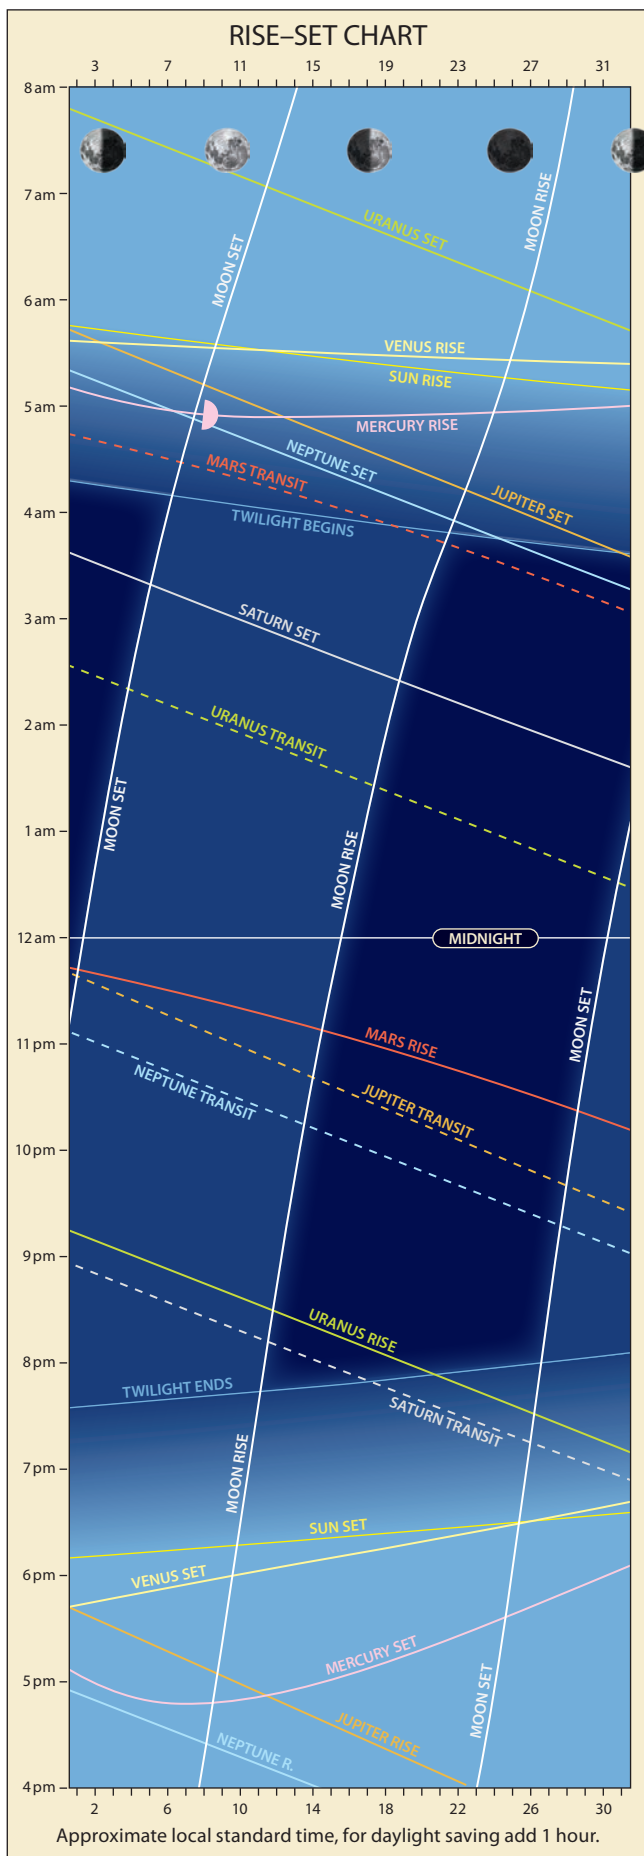 RISE–SET CHART
3 7 11 15 19 23 27 31
8 am
7 am
MOON RISE
URANUS SET
MOON SET
6 am
VENUS RISE
SUN RISE
5 am
MERCURY RISE
NEPTUNE SET
MARS TRANSIT
JUPITER SET
4 am
TWILIGHT BEGINS
3 am
SATURN SET
2 am
URANUS TRANSIT
1 am
MOON SET
MOON RISE
12 am
MIDNIGHT
11 pm
MARS RISE
MOON SET
NEPTUNE TRANSIT
JUPITER TRANSIT
10 pm
9 pm
URANUS RISE
8 pm
TWILIGHT ENDS
SATURN TRANSIT
7 pm
MOON RISE
SUN SET
6 pm
VENUS SET
MERCURY SET
5 pm
MOON SET
JUPITER RISE
NEPTUNE R.
4 pm
2 6 10 14 18 22 26 30
Approximate local standard time, for daylight saving add 1 hour.